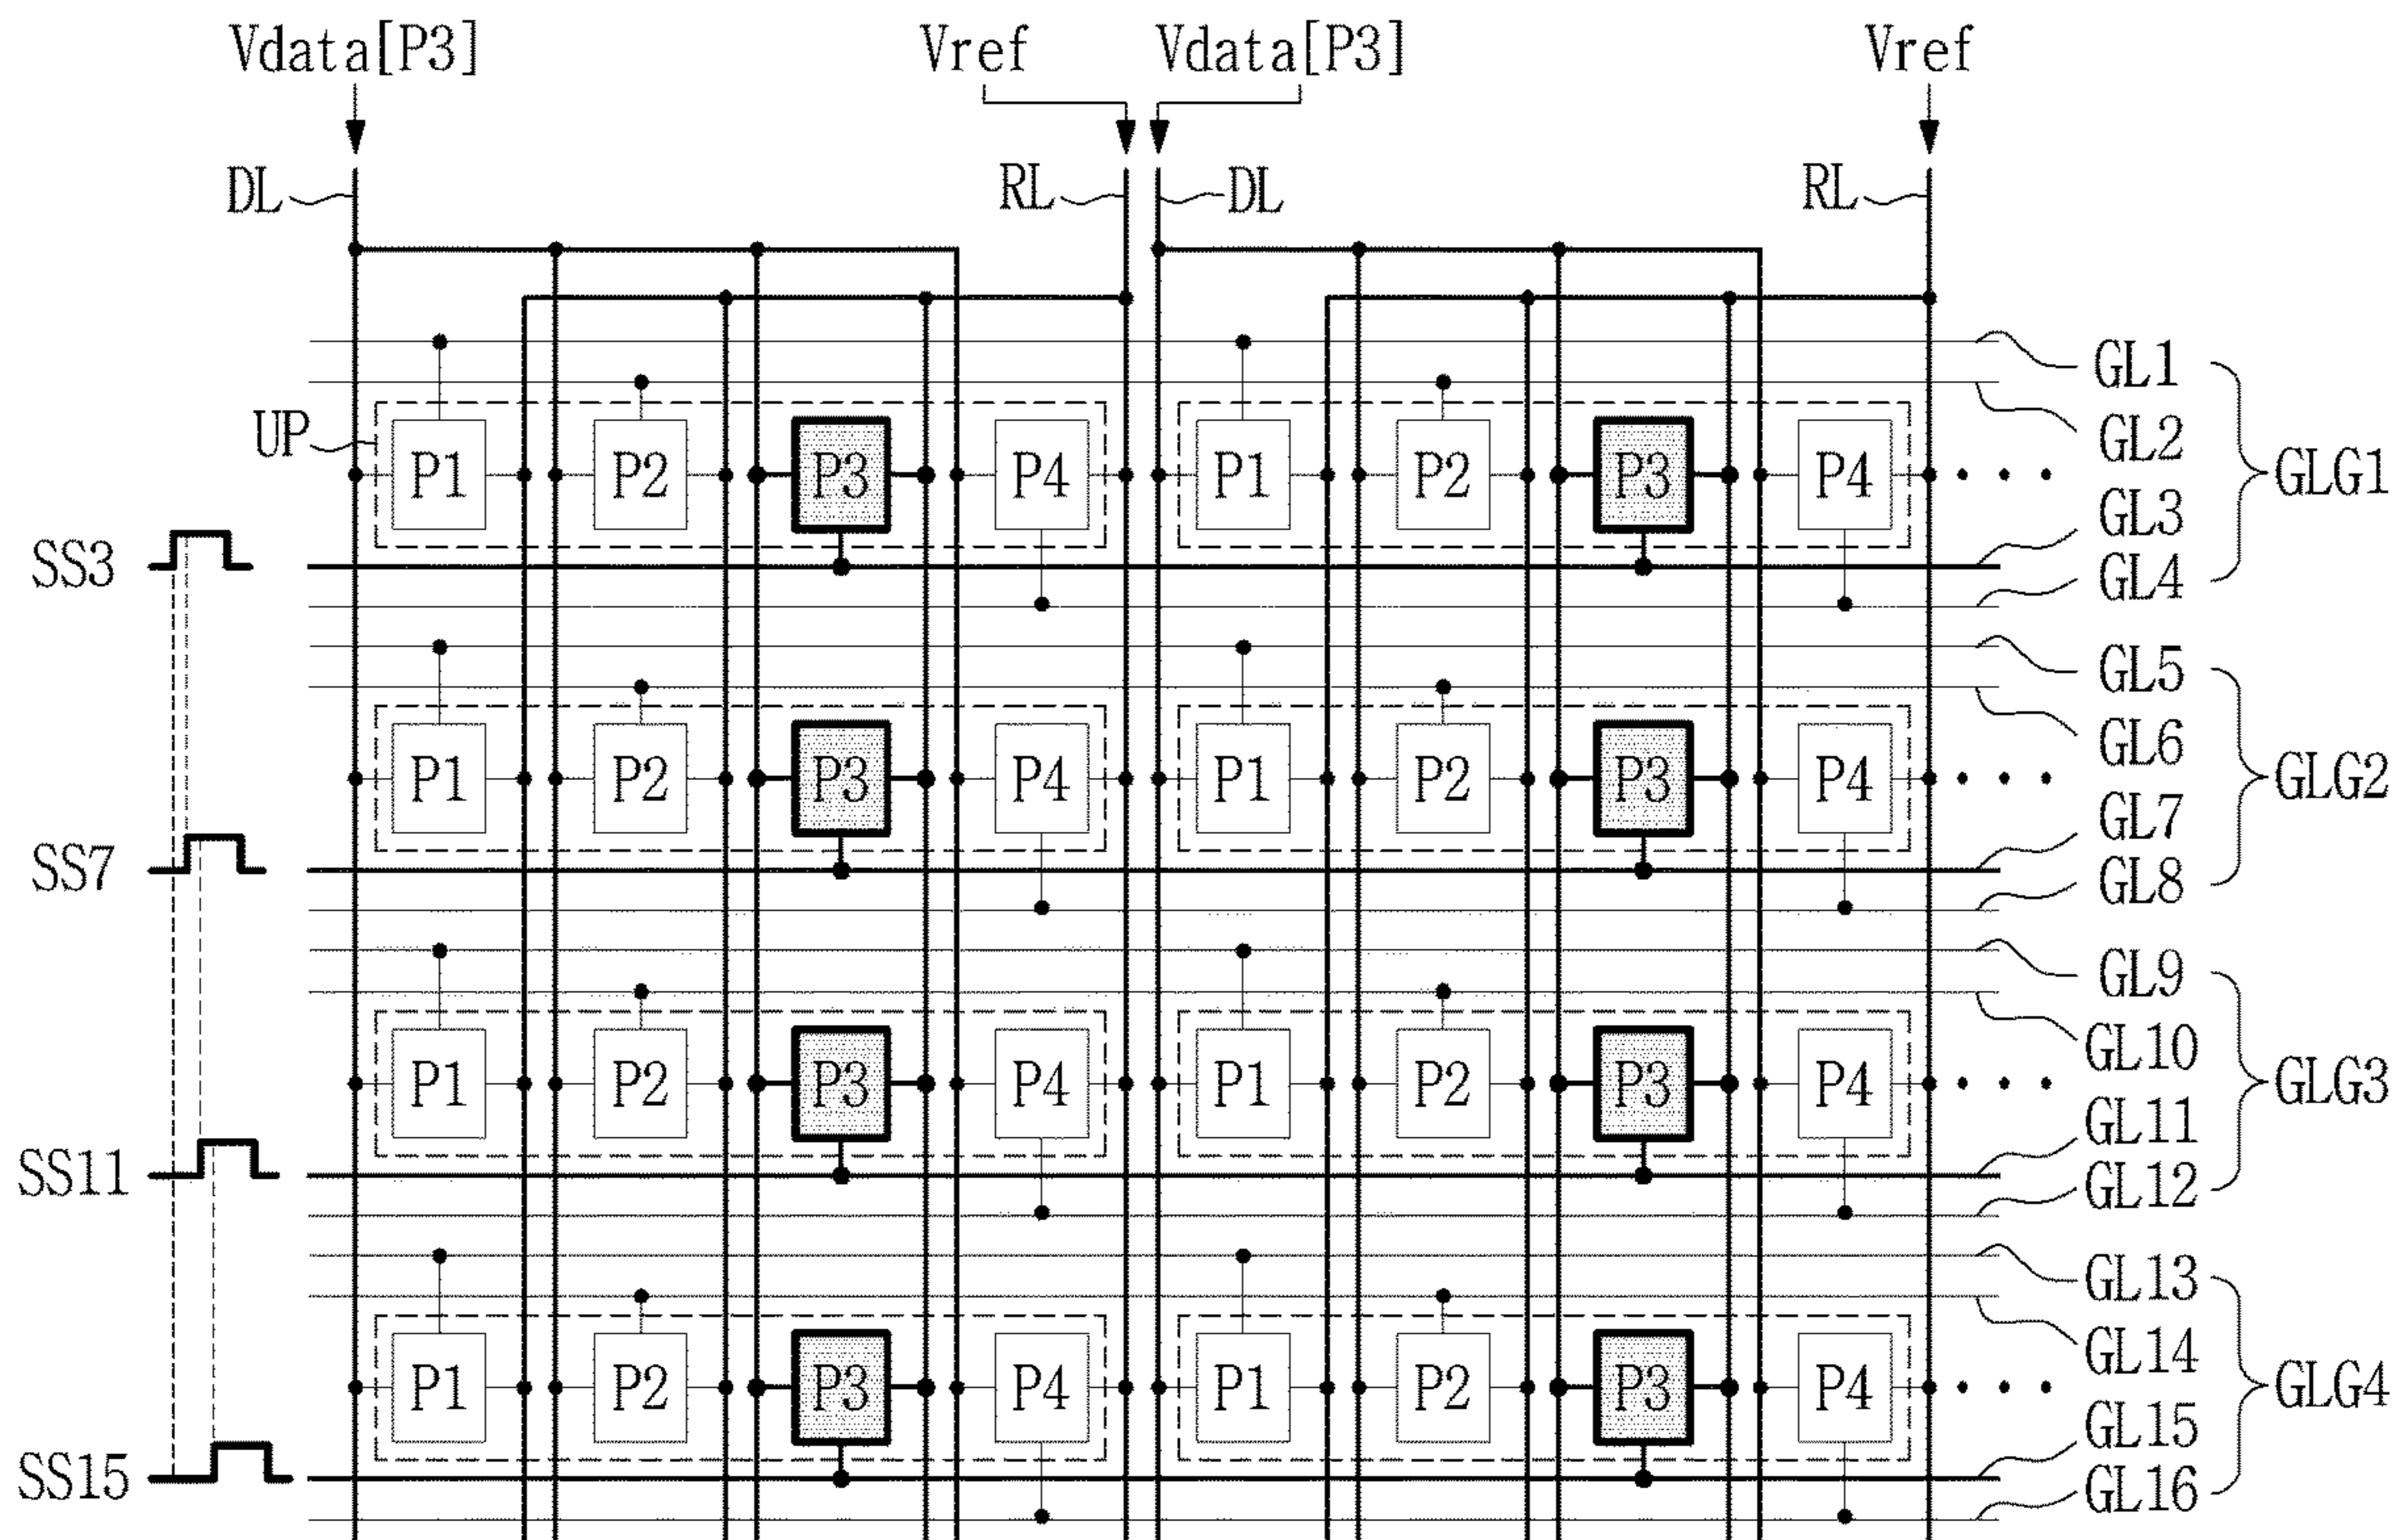 Vdata[P3] Vref Vdata[P3] Vref
DL RL DL RL
GL1
GL2
UP P1 P2 P3 P4 P1 P2 P3 P4 • • • GLG1
GL3
SS3 GL4
GL5
GL6
P1 P2 P3 P4 P1 P2 P3 P4 • • • GLG2
GL7
SS7 GL8
GL9
GL10
P1 P2 P3 P4 P1 P2 P3 P4 • • • GLG3
GL11
SS11 GL12
GL13
GL14
P1 P2 P3 P4 P1 P2 P3 P4 • • • GLG4
GL15
SS15 GL16